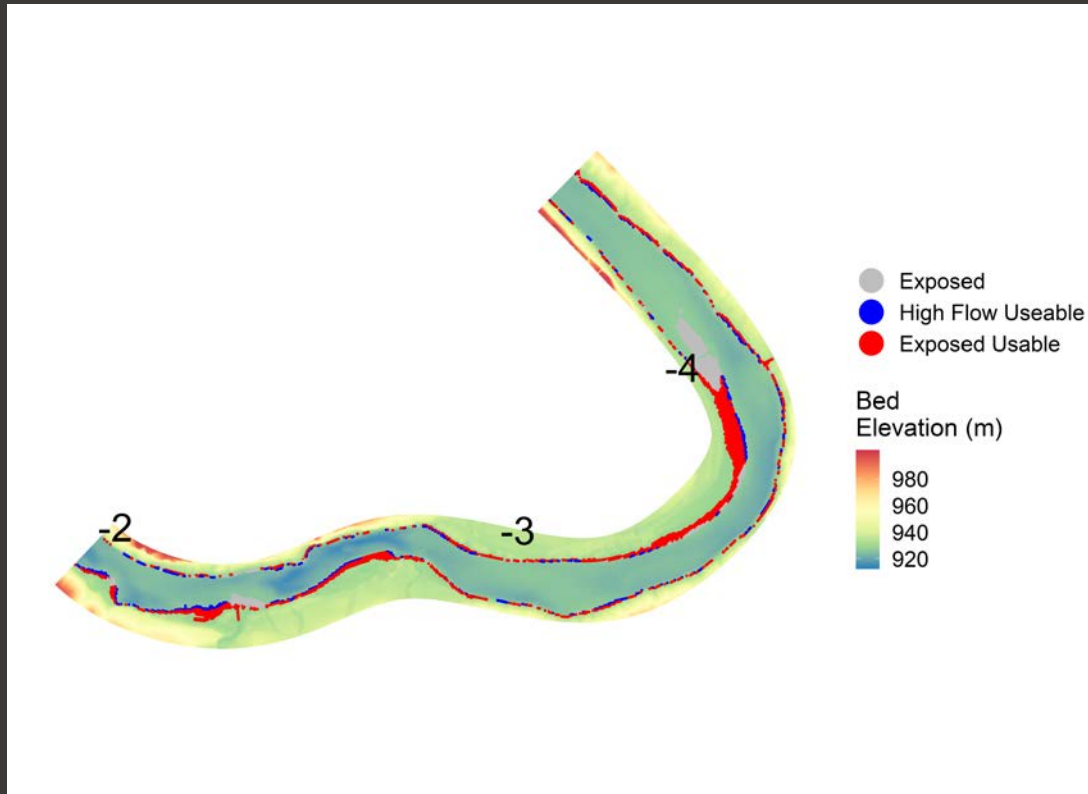 Exposed
High Flow Useable
Exposed Usable
-4
Bed
Elevation (m)
980
960
940
920
-2
-3